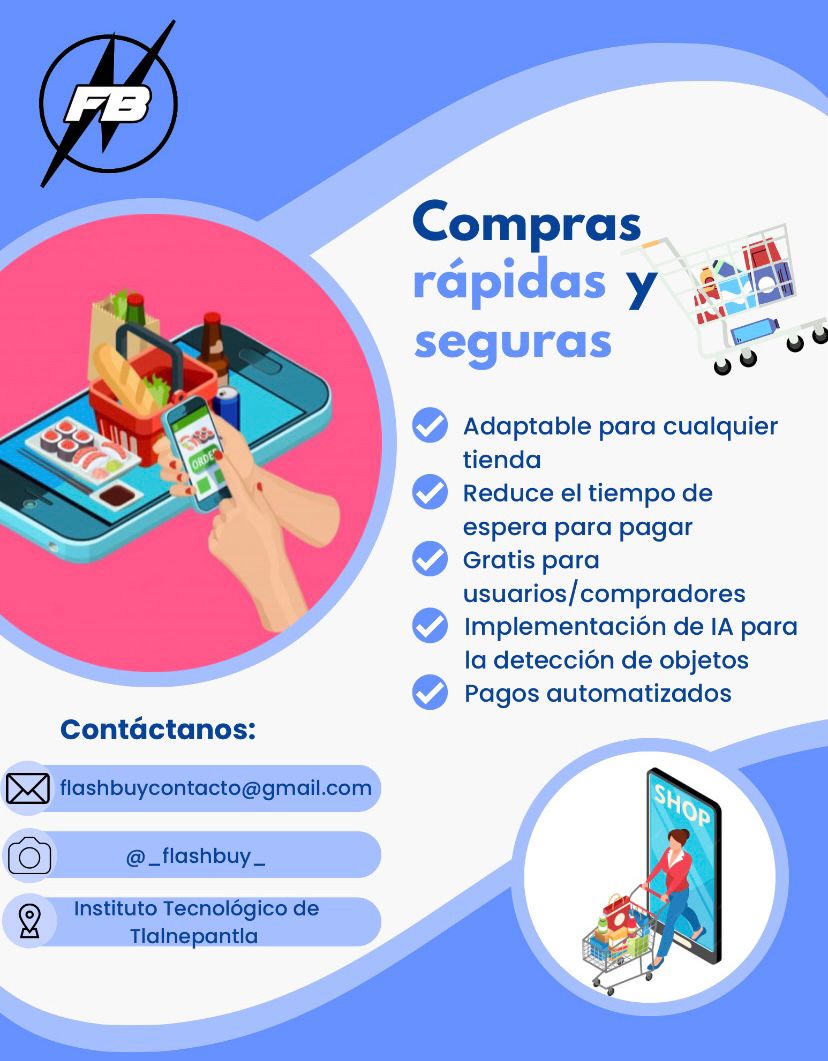 FB
Compras
rápidas y
seguras
Adaptable para cualquier
tienda
Reduce el tiempo de
espera para pagar
Gratis para
usuarios/compradores
Implementación de IA para
la detección de objetos
Pagos automatizados
ORDER
Contáctanos:
flashbuycontacto@gmail.com
@_flashbuy_
Instituto Tecnológico de
Tlalnepantla
SHOP